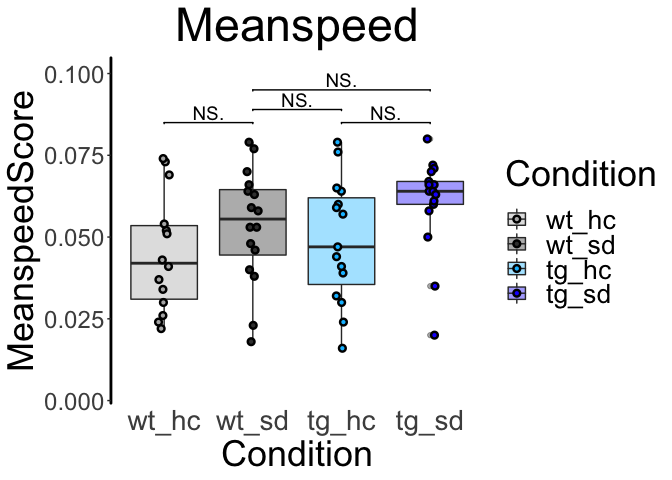 Meanspeed
MeanspeedScore
0.100
0.075
0.050
0.025
0.000
NS.
NS.
NS.
NS.
wt_hc
wt_sd
tg_hc
tg_sd
Condition
Condition
wt_hc
wt_sd
tg_hc
tg_sd